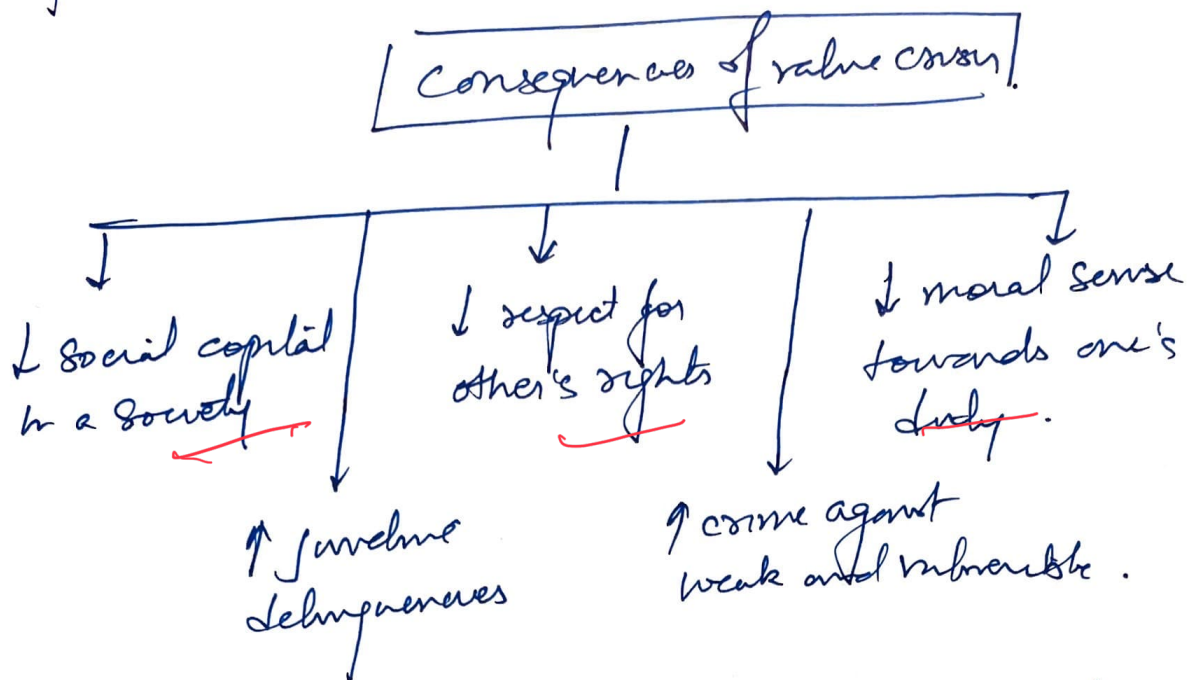 Consequences of value crisis.
↓ social capital
in a society
↓ respect for
other's rights
↓ moral sense
towards one's
duty.
↑ juvenile
delinquencies
↑ crime against
weak and vulnerable.